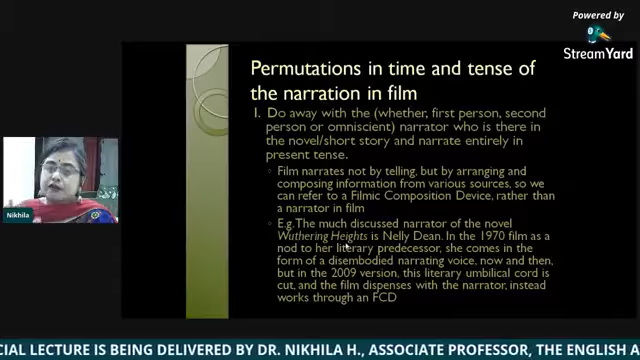 Powered by
StreamYard
Permutations in time and tense of
the narration in film
1. Do away with the (whether, first person, second
person or omniscient) narrator who is there in
the novel/short story and narrate entirely in
present tense.
◦ Film narrates not by telling, but by arranging and
composing information from various sources, so we
can refer to a Filmic Composition Device, rather than
a narrator in film
◦ E.g. The much discussed narrator of the novel
Wuthering Heights is Nelly Dean. In the 1970 film as a
nod to her literary predecessor, she comes in the
form of a disembodied narrating voice, now and then,
but in the 2009 version, this literary umbilical cord is
cut, and the film dispenses with the narrator, instead
works through an FCD
Nikhila
CIAL LECTURE IS BEING DELIVERED BY DR. NIKHILA H., ASSOCIATE PROFESSOR, THE ENGLISH A